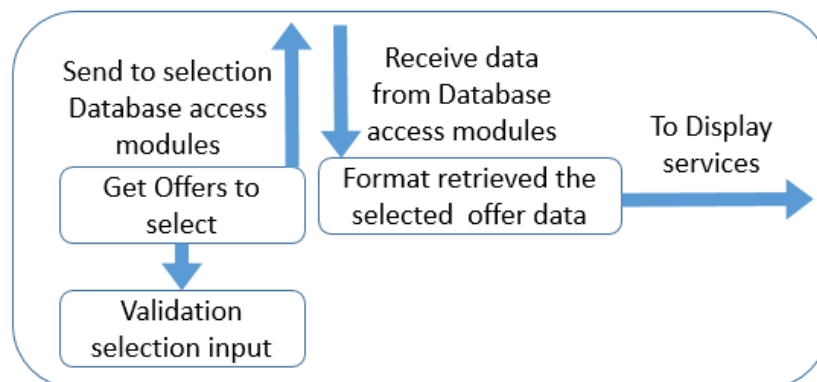 Send to selection
Database access
modules
Receive data
from Database
access modules
To Display
services
Get Offers to
select
Format retrieved the
selected offer data
Validation
selection input